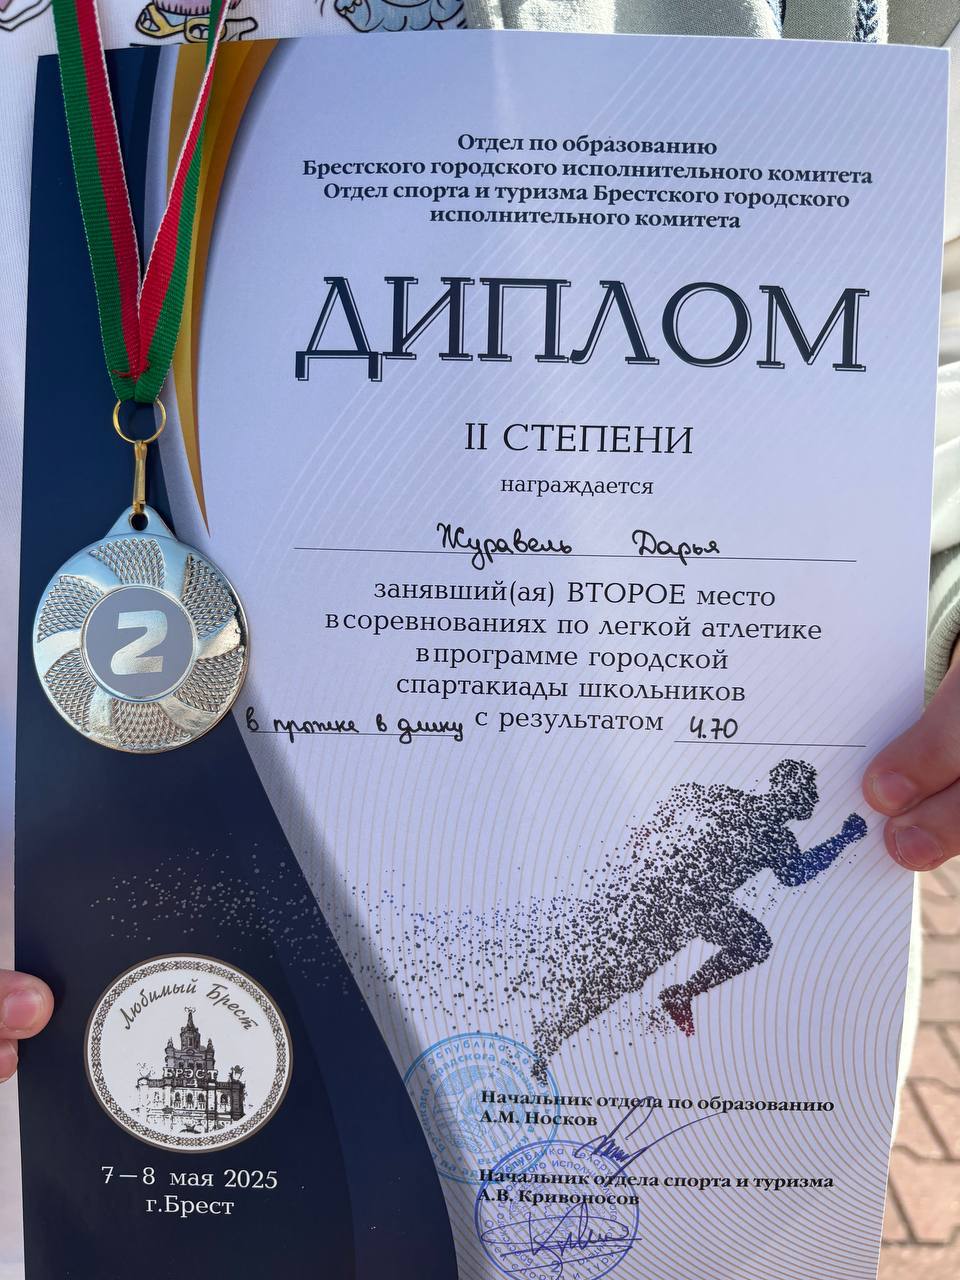 Отдел по образованию
Брестского городского исполнительного комитета
Отдел спорта и туризма Брестского городского
исполнительного комитета
ДИПЛОМ
II СТЕПЕНИ
награждается
Журавель Дарья
занявший(ая) ВТОРОЕ место
в соревнованиях по легкой атлетике
в программе городской
спартакиады школьников
в прыжке в длину с результатом 4.70
2
Любимый Брест
БРЭСТ
7–8 мая 2025
г.Брест
Начальник отдела по образованию
А.М. Носков
Начальник отдела спорта и туризма
А.В. Кривоносов